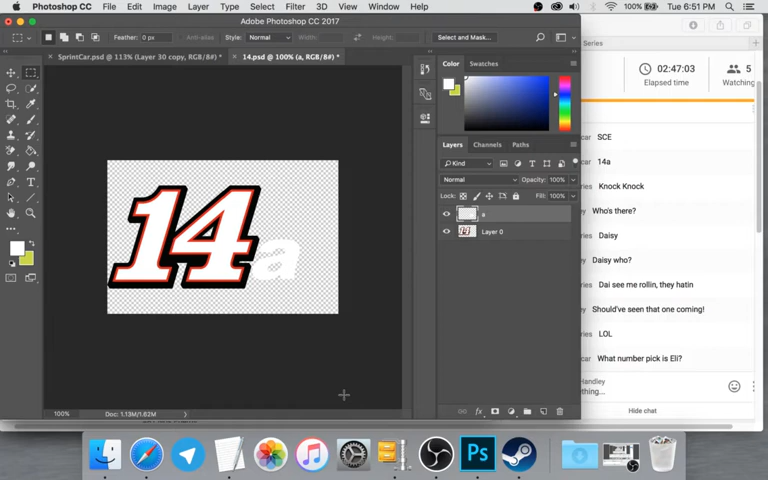 Photoshop CC File Edit Image Layer Type Select Filter 3D View Window Help 100% Tue 6:51 PM
Adobe Photoshop CC 2017
Feather: 0 px Anti-alias Style: Normal Width: Height: Select and Mask...
SprintCar.psd @ 113% (Layer 30 copy, RGB/8#) * 14.psd @ 100% (a, RGB/8#) *
Series
Color Swatches
02:47:03 5
Elapsed time Watching
SCE
14a
Knock Knock
Who's there?
Daisy
Daisy who?
Dai see me rollin, they hatin
Should've seen that one coming!
LOL
What number pick is Eli?
Handley
Hide chat
Layers Channels Paths
Kind
Normal Opacity: 100%
Lock: Fill: 100%
a
Layer 0
14a
100% Doc: 1.13M/1.82M
Ps